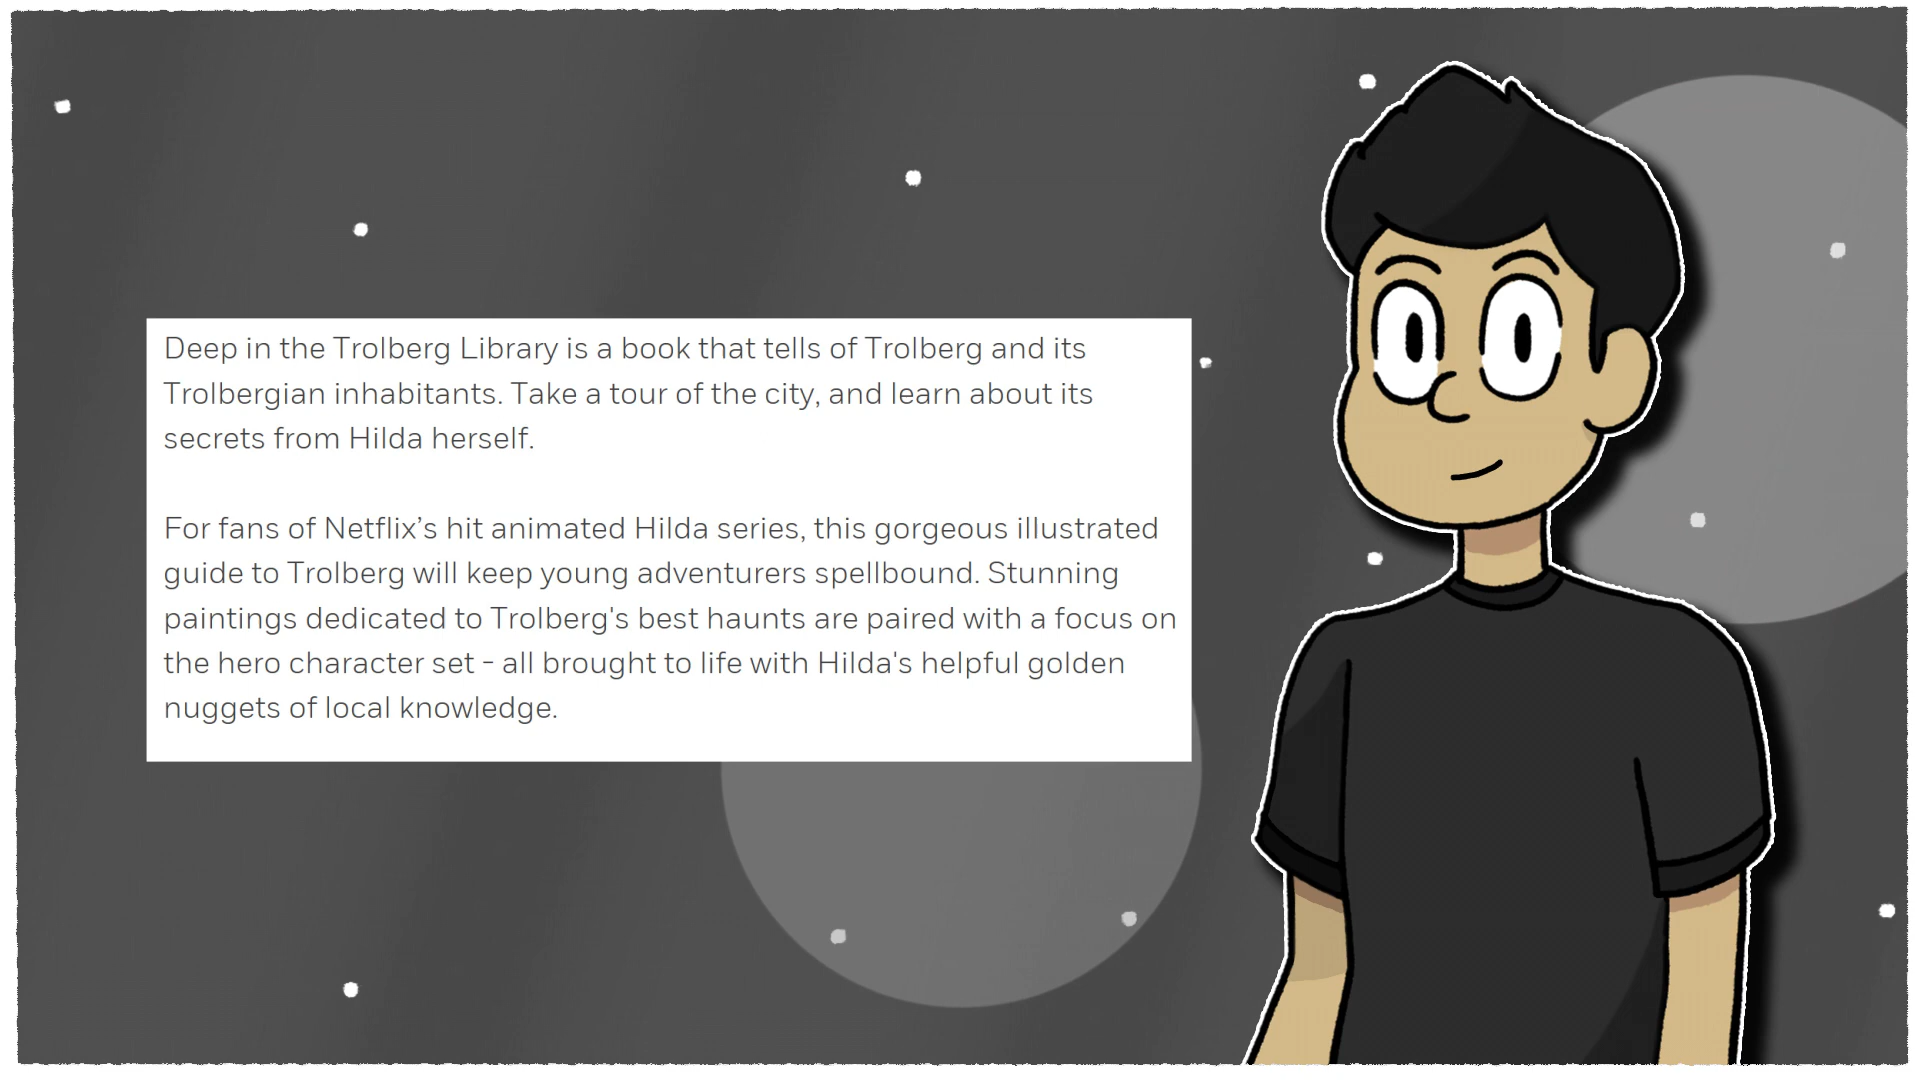 Deep in the Trolberg Library is a book that tells of Trolberg and its
Trolbergian inhabitants. Take a tour of the city, and learn about its
secrets from Hilda herself.
For fans of Netflix’s hit animated Hilda series, this gorgeous illustrated
guide to Trolberg will keep young adventurers spellbound. Stunning
paintings dedicated to Trolberg's best haunts are paired with a focus on
the hero character set - all brought to life with Hilda's helpful golden
nuggets of local knowledge.